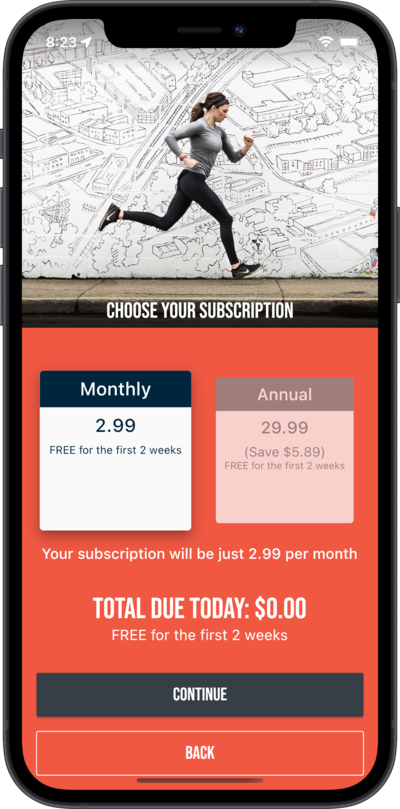 8:23
CHOOSE YOUR SUBSCRIPTION
Monthly
2.99
FREE for the first 2 weeks
Annual
29.99
(Save $5.89)
FREE for the first 2 weeks
Your subscription will be just 2.99 per month
TOTAL DUE TODAY: $0.00
FREE for the first 2 weeks
CONTINUE
BACK